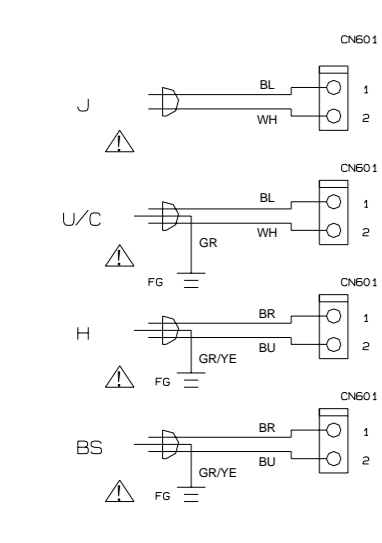 CN601
BL
J
1
WH
2
CN601
BL
1
U/C
GR
WH
2
FG
CN601
BR
1
H
GR/YE
BU
2
FG
CN601
BR
1
BS
GR/YE
BU
2
FG